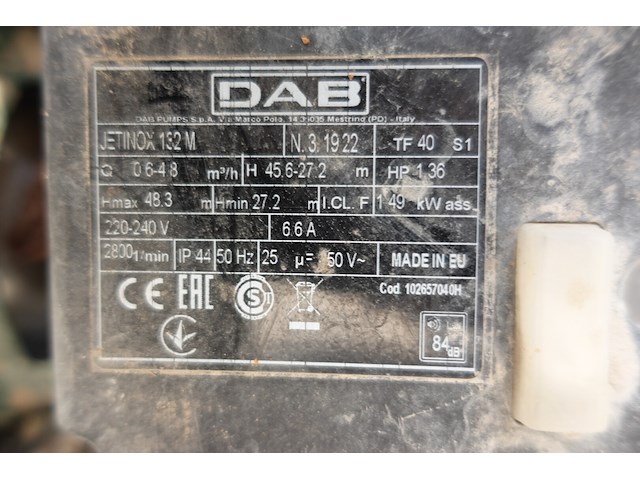 DAB
DAB PUMPS S.p.A. Via Marco Polo, 14 35035 Mestrino (PD) - Italy
JETINOX 132 M N. 3.1922 TF 40 S1
Q 0.6-4.8 m³/h H 45.6-27.2 m HP 1.36
Hmax 48.3 m Hmin 27.2 m I.CL. F 1.49 kW ass.
220-240 V 6.6 A
2800 1/min IP 44 50 Hz 25 µF 50 V~ MADE IN EU
CE EAC Cod. 102657040H
84 dB